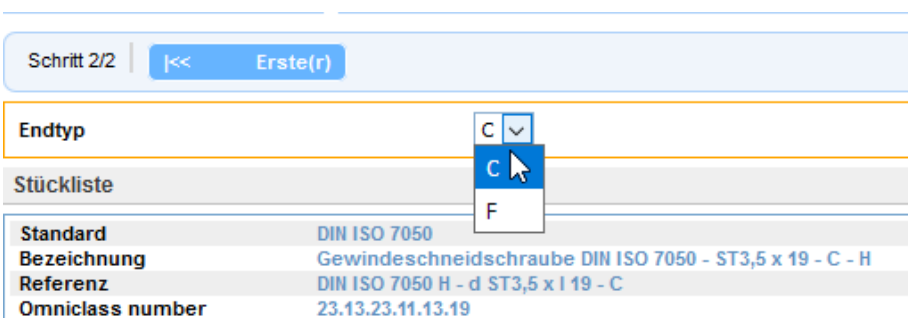 Schritt 2/2 |<< Erste(r)
Endtyp C
C
Stückliste
F
Standard DIN ISO 7050
Bezeichnung Gewindeschneidschraube DIN ISO 7050 - ST3,5 x 19 - C - H
Referenz DIN ISO 7050 H - d ST3,5 x l 19 - C
Omniclass number 23.13.23.11.13.19